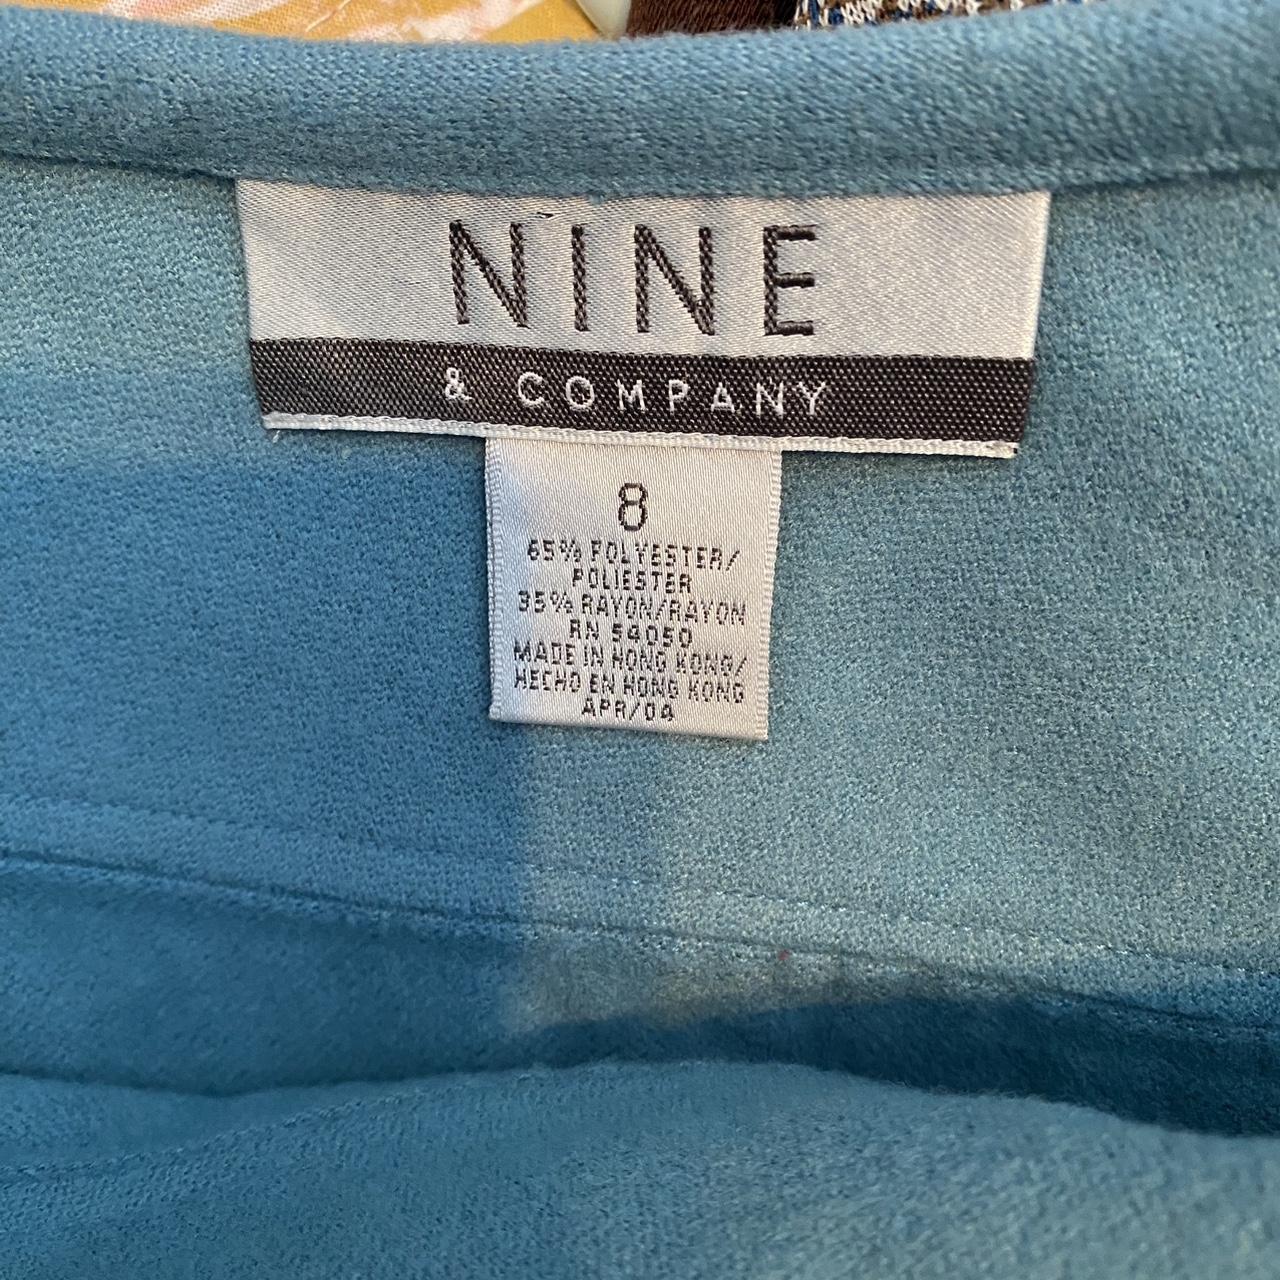 NINE
& COMPANY
8
65% POLYESTER/
POLIESTER
35% RAYON/RAYON
RN 54050
MADE IN HONG KONG/
HECHO EN HONG KONG
APR/04